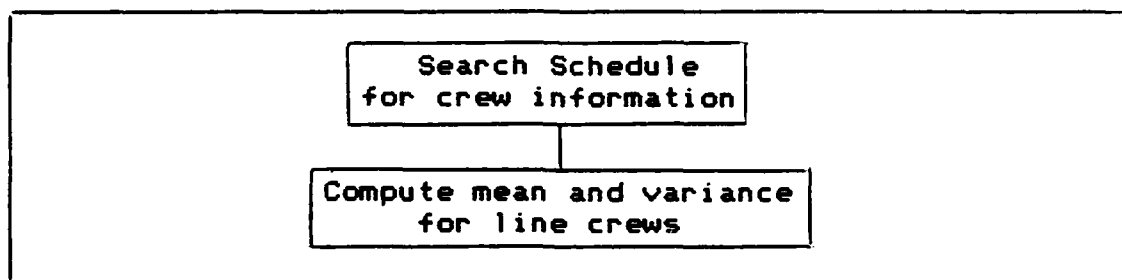 Search Schedule
for crew information
Compute mean and variance
for line crews